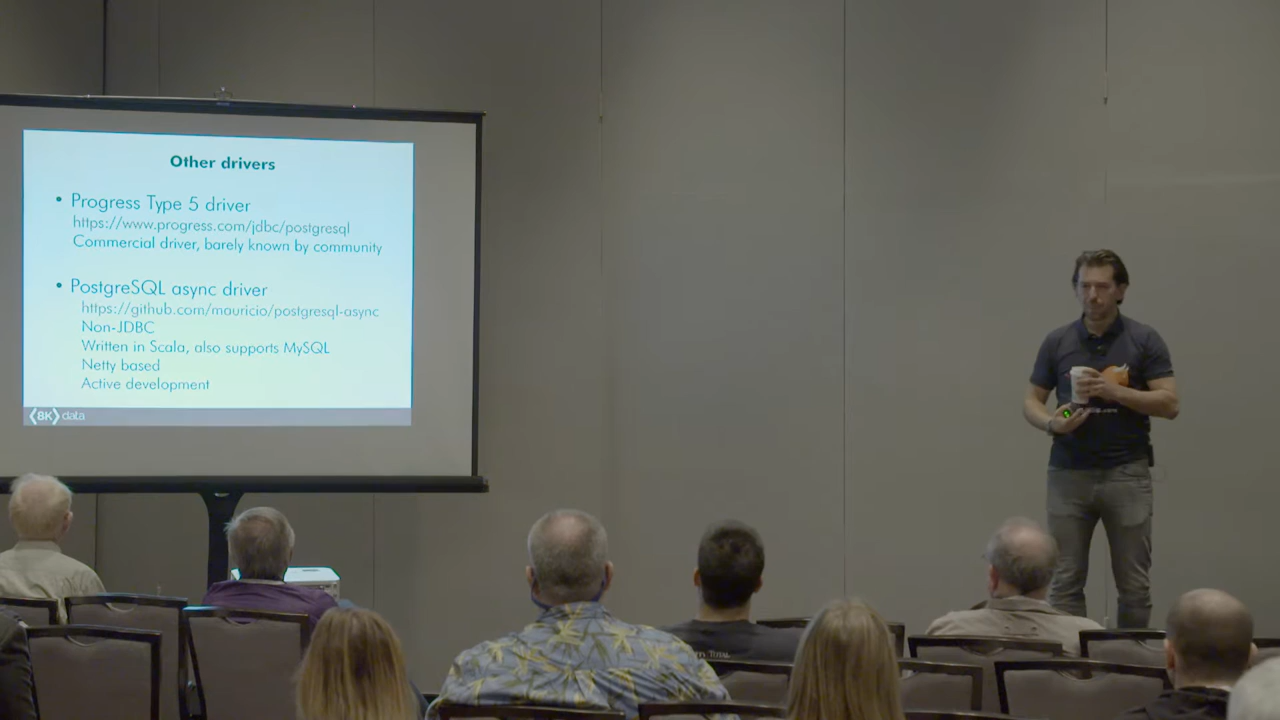 Other drivers
• Progress Type 5 driver
https://www.progress.com/jdbc/postgresql
Commercial driver, barely known by community
• PostgreSQL async driver
https://github.com/mauricio/postgresql-async
Non-JDBC
Written in Scala, also supports MySQL
Netty based
Active development
8K data